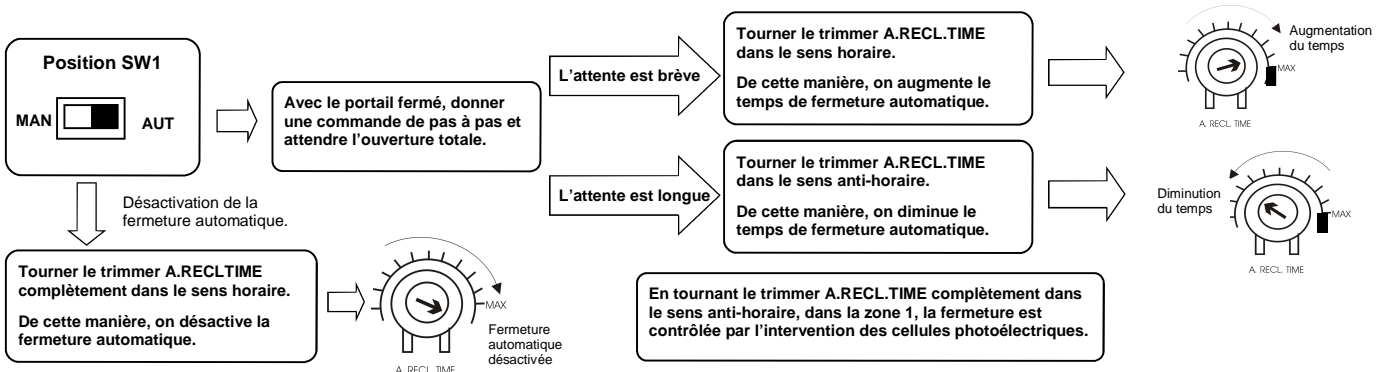 Position SW1
MAN
AUT
Avec le portail fermé, donner
une commande de pas à pas et
attendre l'ouverture totale.
L'attente est brève
Tourner le trimmer A.RECL.TIME
dans le sens horaire.
De cette manière, on augmente le
temps de fermeture automatique.
Augmentation
du temps
MAX
A. RECL. TIME
L'attente est longue
Tourner le trimmer A.RECL.TIME
dans le sens anti-horaire.
De cette manière, on diminue le
temps de fermeture automatique.
Diminution
du temps
MAX
A. RECL. TIME
Désactivation de la
fermeture automatique.
Tourner le trimmer A.RECLTIME
complètement dans le sens horaire.
De cette manière, on désactive la
fermeture automatique.
MAX
Fermeture
automatique
désactivée
A. RECL. TIME
En tournant le trimmer A.RECL.TIME complètement dans
le sens anti-horaire, dans la zone 1, la fermeture est
contrôlée par l'intervention des cellules photoélectriques.